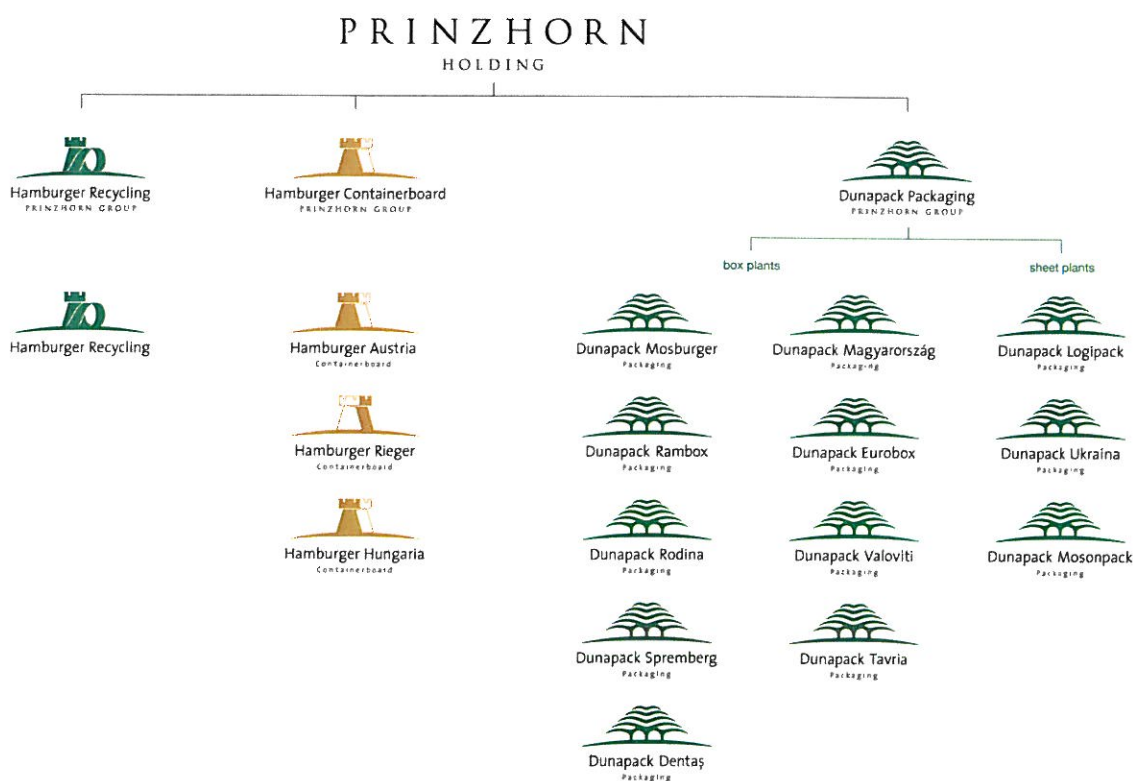 PRINZHORN
HOLDING
Hamburger Recycling
PRINZHORN GROUP
Hamburger Containerboard
PRINZHORN GROUP
Dunapack Packaging
PRINZHORN GROUP
box plants
sheet plants
Hamburger Recycling
Hamburger Austria
Containerboard
Dunapack Mosburger
Packaging
Dunapack Magyarország
Packaging
Dunapack Logipack
Packaging
Hamburger Rieger
Containerboard
Dunapack Rambox
Packaging
Dunapack Eurobox
Packaging
Dunapack Ukraina
Packaging
Hamburger Hungaria
Containerboard
Dunapack Rodina
Packaging
Dunapack Valoviti
Packaging
Dunapack Mosonpack
Packaging
Dunapack Spremberg
Packaging
Dunapack Tavria
Packaging
Dunapack Dentaş
Packaging